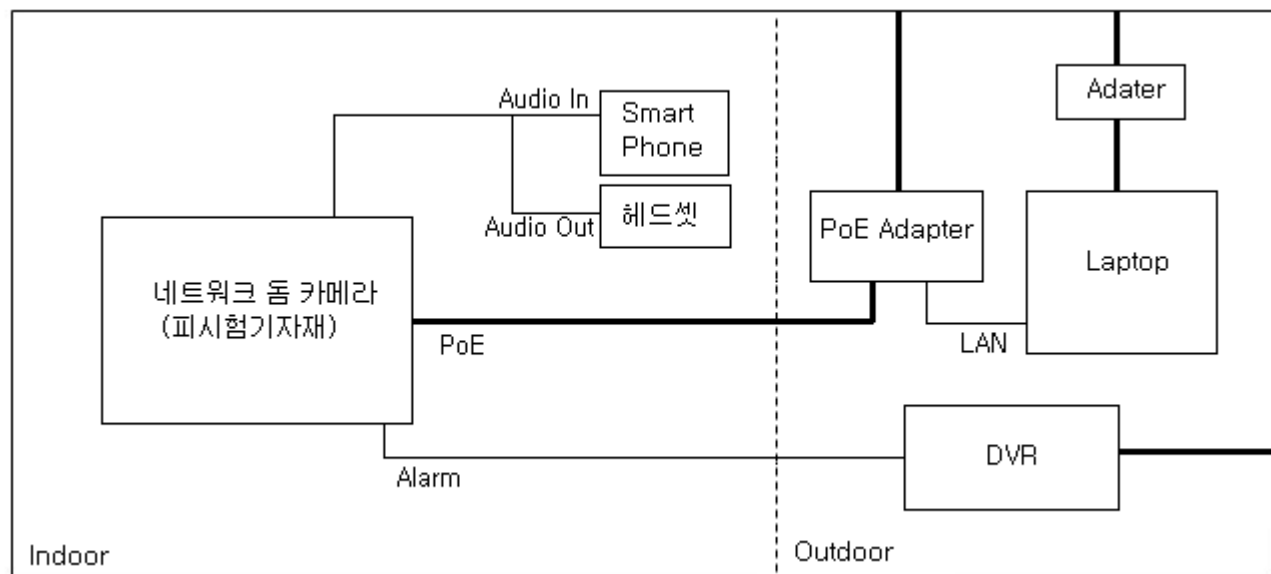 Adater
Audio In
Smart
Phone
Audio Out
헤드셋
PoE Adapter
Laptop
네트워크 돔 카메라
(피시험기자재)
PoE
LAN
DVR
Alarm
Indoor
Outdoor